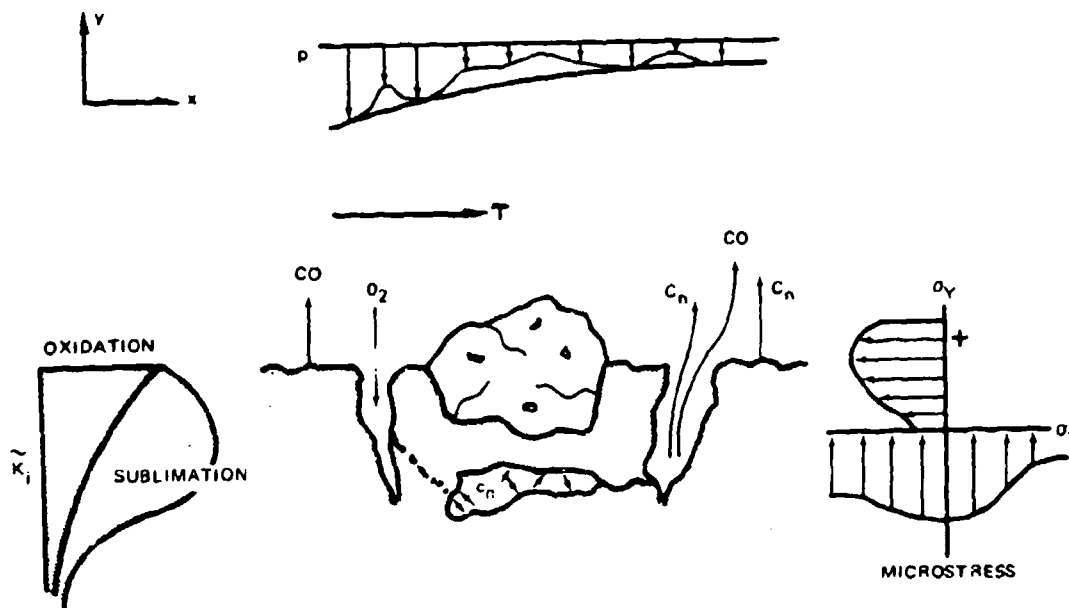 Y
x
P
T
CO
O2
CO
Cn
Cn
OXIDATION
K̃i
SUBLIMATION
Cn
σY
+
σ
MICROSTRESS